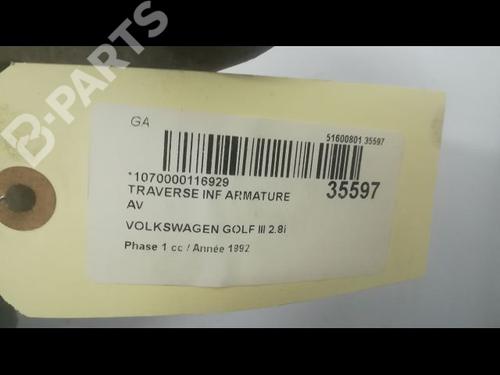 B-PARTS
GA
51600801 35597
*1070000116929
35597
TRAVERSE INF ARMATURE
AV
VOLKSWAGEN GOLF III 2.8i
Phase 1 cc / Année 1992